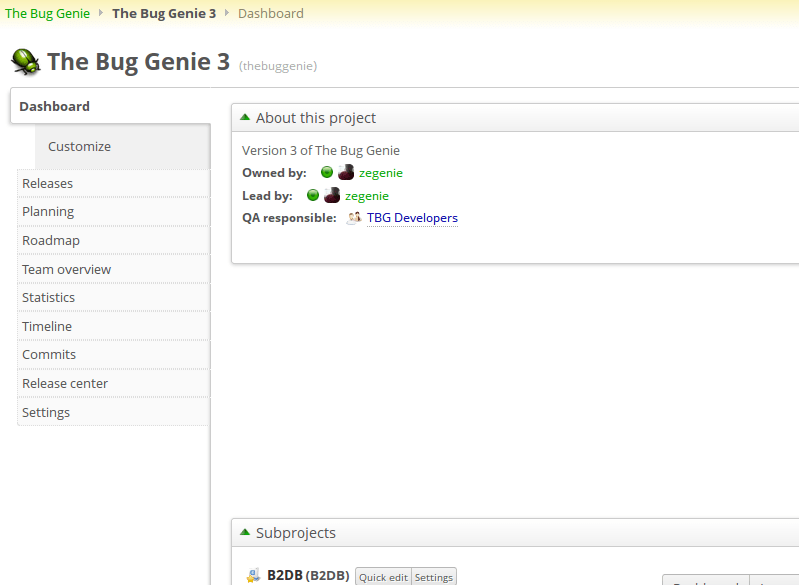 The Bug Genie The Bug Genie 3 Dashboard
The Bug Genie 3 (thebuggenie)
Dashboard
Customize
Releases
Planning
Roadmap
Team overview
Statistics
Timeline
Commits
Release center
Settings
About this project
Version 3 of The Bug Genie
Owned by: zegenie
Lead by: zegenie
QA responsible: TBG Developers
Subprojects
B2DB (B2DB) Quick edit Settings